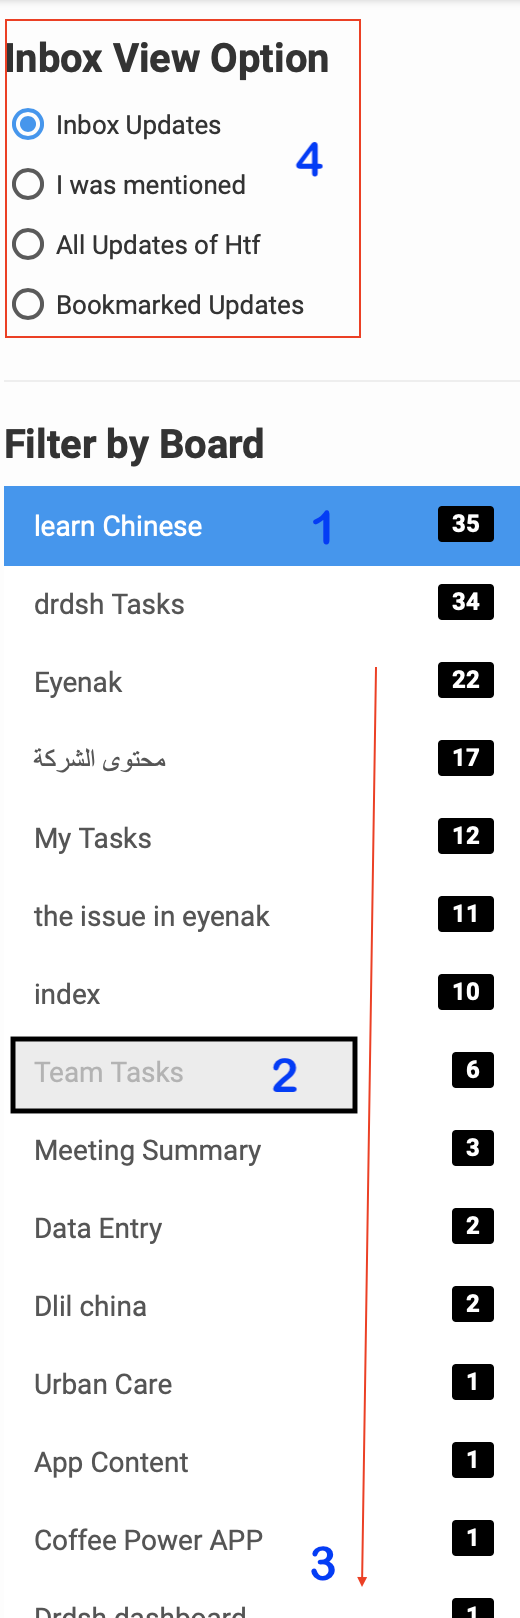 Inbox View Option
Inbox Updates
I was mentioned
4
All Updates of Htf
Bookmarked Updates
Filter by Board
learn Chinese 1 35
drdsh Tasks 34
Eyenak 22
محتوى الشركة 17
My Tasks 12
the issue in eyenak 11
index 10
Team Tasks 2 6
Meeting Summary 3
Data Entry 2
Dlil china 2
Urban Care 1
App Content 1
Coffee Power APP 1
3
Drdsh dashboard 1